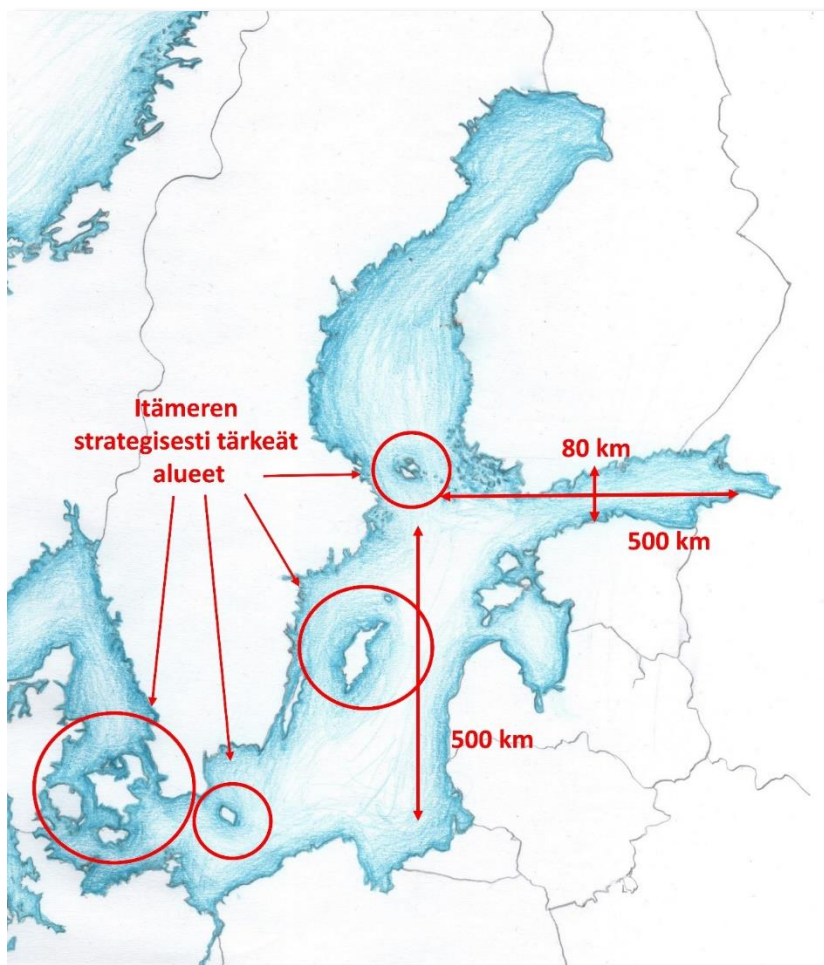 Itämeren
strategisesti tärkeät
alueet
80 km
500 km
500 km